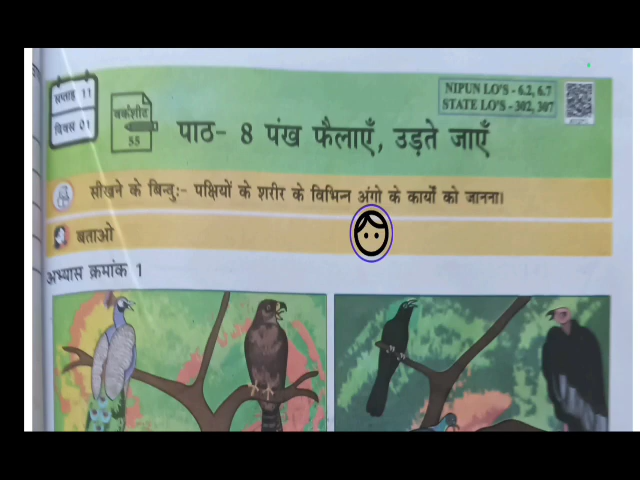 सप्ताह 11
दिवस 01
वर्कशीट
55
पाठ- 8 पंख फैलाएँ, उड़ते जाएँ
NIPUN LO'S - 6.2, 6.7
STATE LO'S - 302, 307
सीखने के बिन्दुः- पक्षियों के शरीर के विभिन्न अंगो के कार्यों को जानना।
बताओ
अभ्यास क्रमांक 1